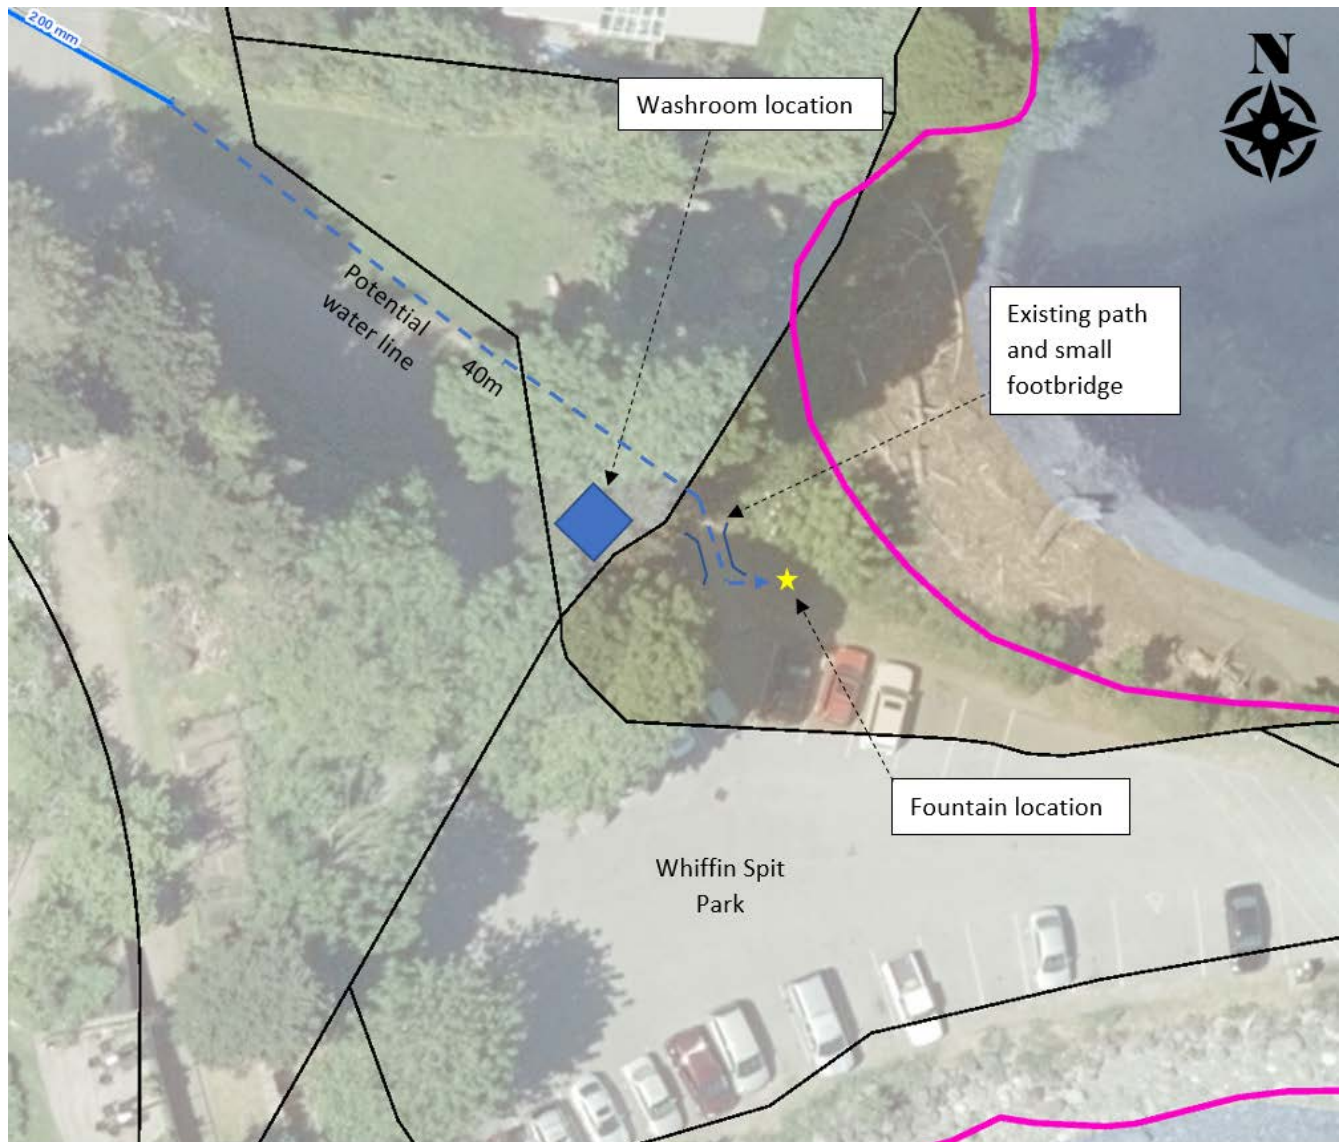 200 mm
N
Washroom location
Potential
water line
40m
Existing path
and small
footbridge
Fountain location
Whiffin Spit
Park